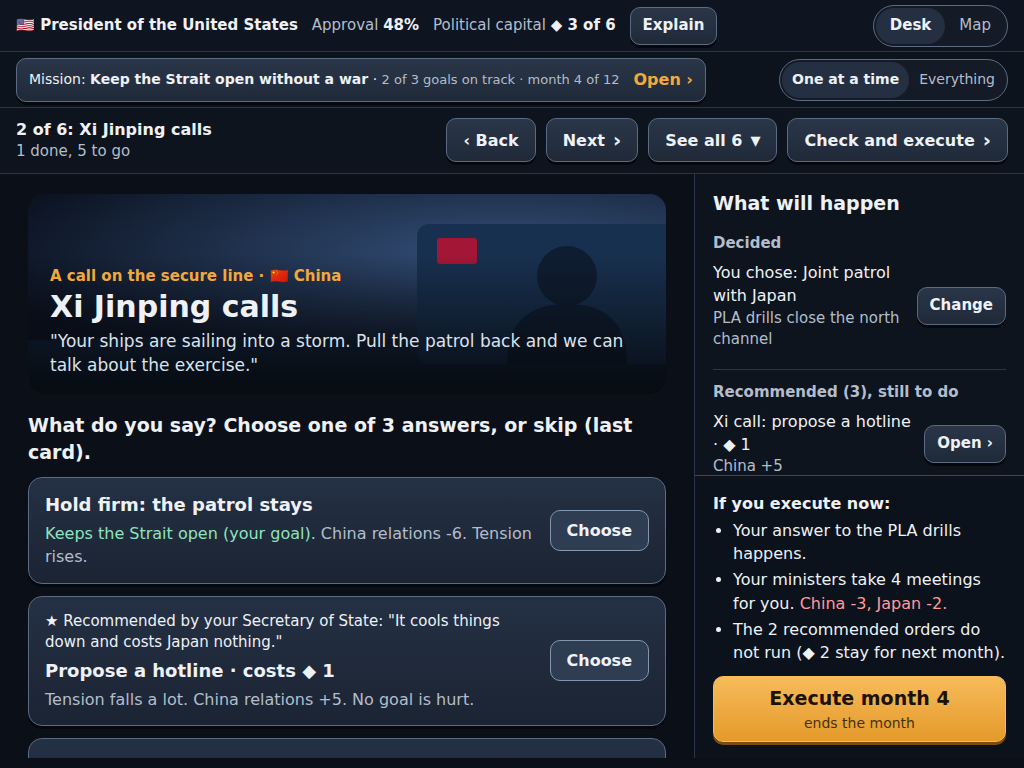 🇺🇸 President of the United States Approval 48% Political capital ◆ 3 of 6 Explain Desk Map
Mission: Keep the Strait open without a war · 2 of 3 goals on track · month 4 of 12 Open › One at a time Everything
2 of 6: Xi Jinping calls
1 done, 5 to go
‹ Back Next › See all 6 ▼ Check and execute ›
A call on the secure line · 🇨🇳 China
Xi Jinping calls
"Your ships are sailing into a storm. Pull the patrol back and we can
talk about the exercise."
What do you say? Choose one of 3 answers, or skip (last
card).
Hold firm: the patrol stays
Keeps the Strait open (your goal). China relations -6. Tension
rises.
Choose
★ Recommended by your Secretary of State: "It cools things
down and costs Japan nothing."
Propose a hotline · costs ◆ 1
Tension falls a lot. China relations +5. No goal is hurt.
Choose
What will happen
Decided
You chose: Joint patrol
with Japan
PLA drills close the north
channel
Change
Recommended (3), still to do
Xi call: propose a hotline
· ◆ 1
China +5
Open ›
If you execute now:
• Your answer to the PLA drills
happens.
• Your ministers take 4 meetings
for you. China -3, Japan -2.
• The 2 recommended orders do
not run (◆ 2 stay for next month).
Execute month 4
ends the month